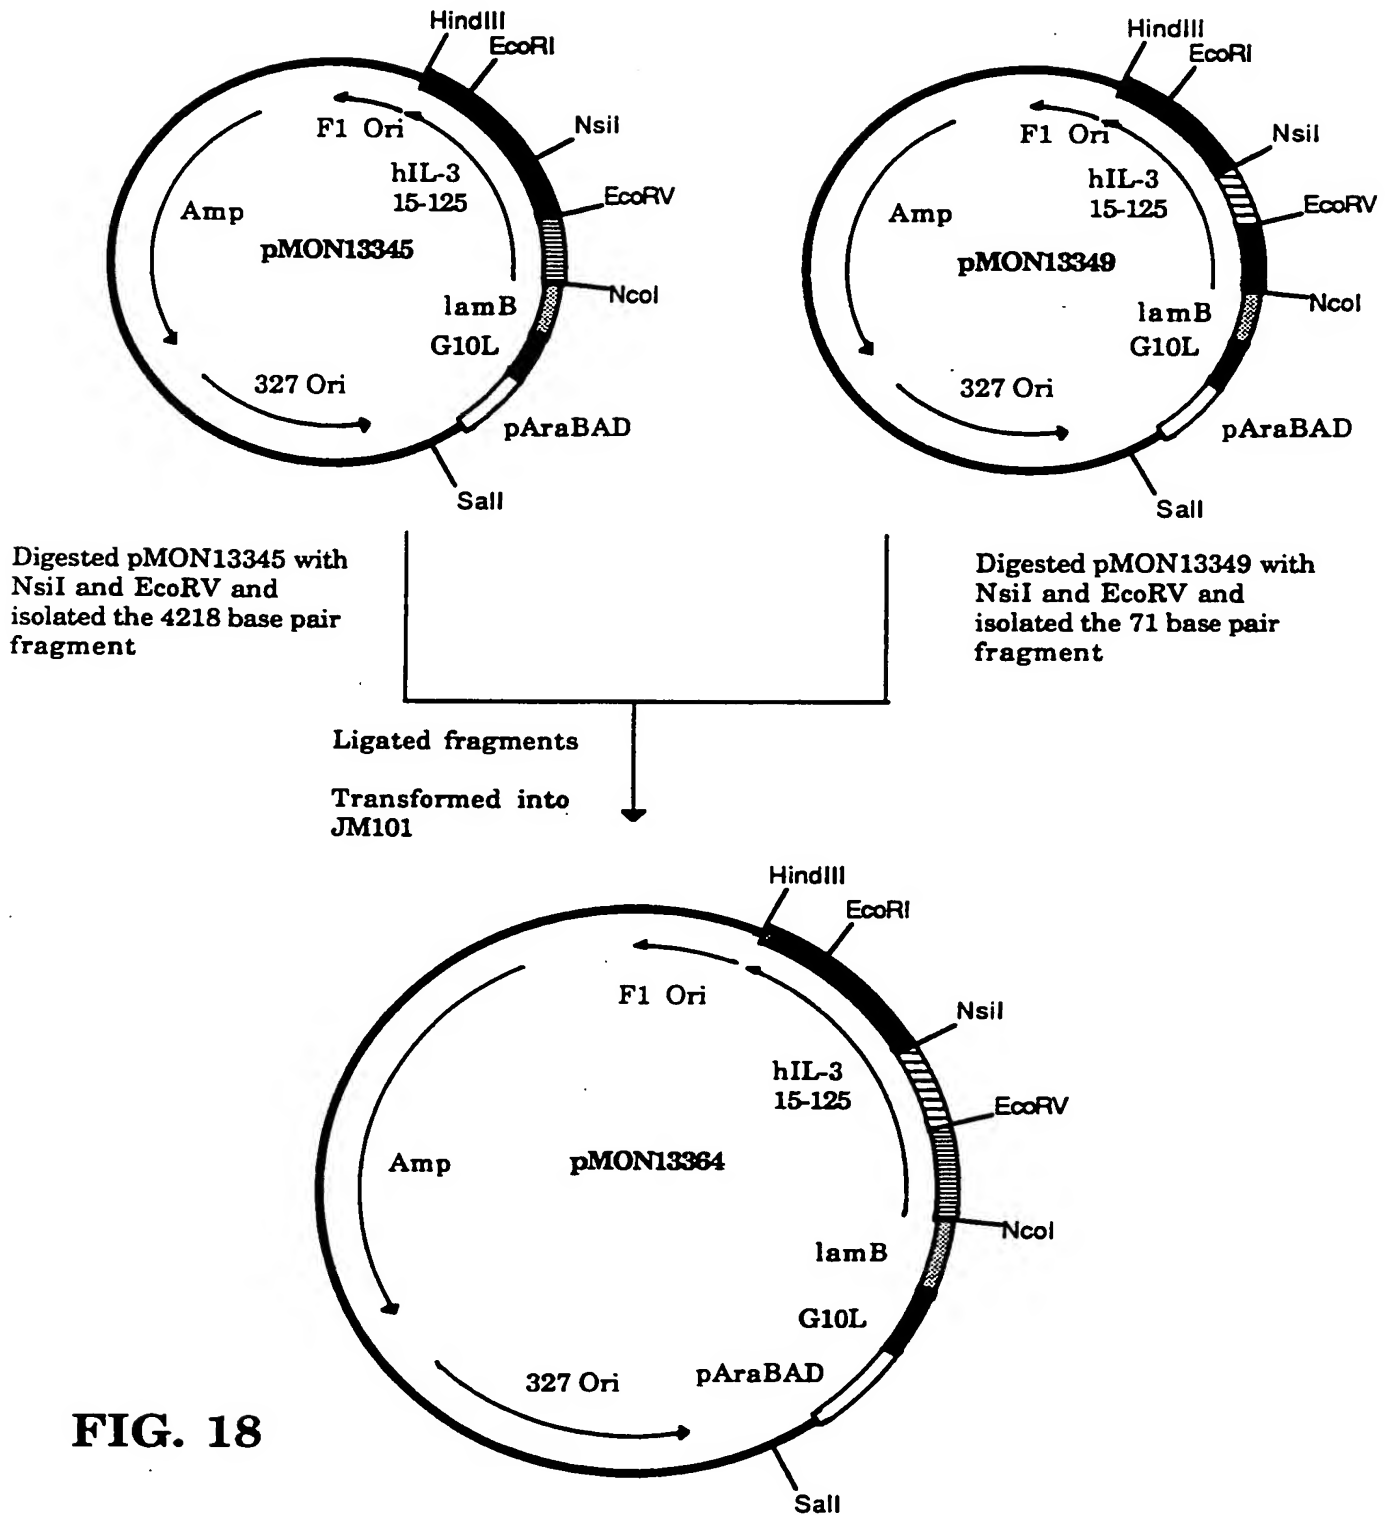 HindIII
EcoRI
NsiI
EcoRV
NcoI
F1 Ori
hIL-3
15-125
Amp
pMON13345
lamB
G10L
327 Ori
pAraBAD
SalI
HindIII
EcoRI
NsiI
EcoRV
NcoI
F1 Ori
hIL-3
15-125
Amp
pMON13349
lamB
G10L
327 Ori
pAraBAD
SalI
Digested pMON13345 with
NsiI and EcoRV and
isolated the 4218 base pair
fragment
Digested pMON13349 with
NsiI and EcoRV and
isolated the 71 base pair
fragment
Ligated fragments
Transformed into
JM101
HindIII
EcoRI
NsiI
EcoRV
NcoI
F1 Ori
hIL-3
15-125
Amp
pMON13364
lamB
G10L
pAraBAD
327 Ori
SalI
FIG. 18